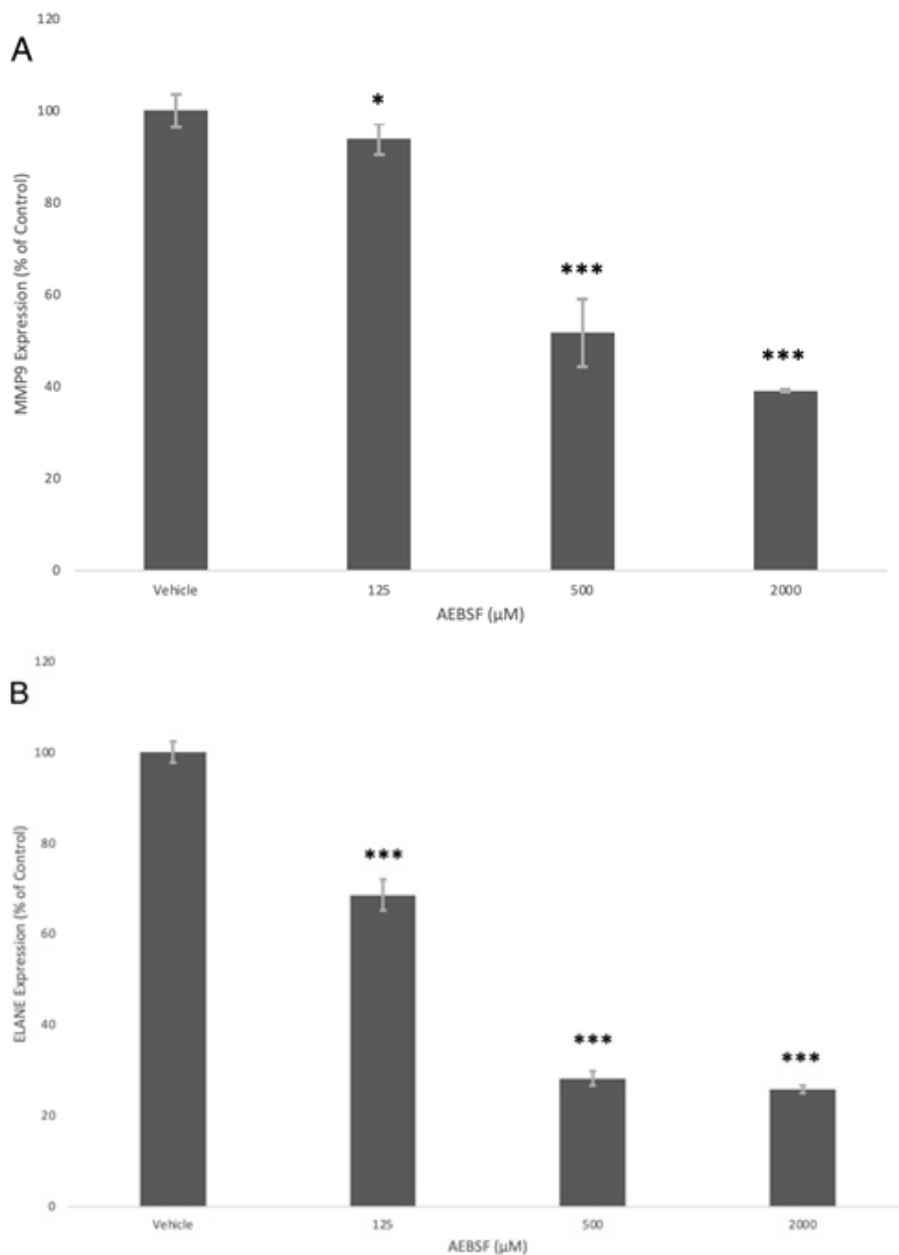 A
120
100
80
60
40
20
0
MMP9 Expression (% of Control)
*
***
***
Vehicle 125 500 2000
AEBSF (µM)
B
120
100
80
60
40
20
0
ELANE Expression (% of Control)
***
***
***
Vehicle 125 500 2000
AEBSF (µM)